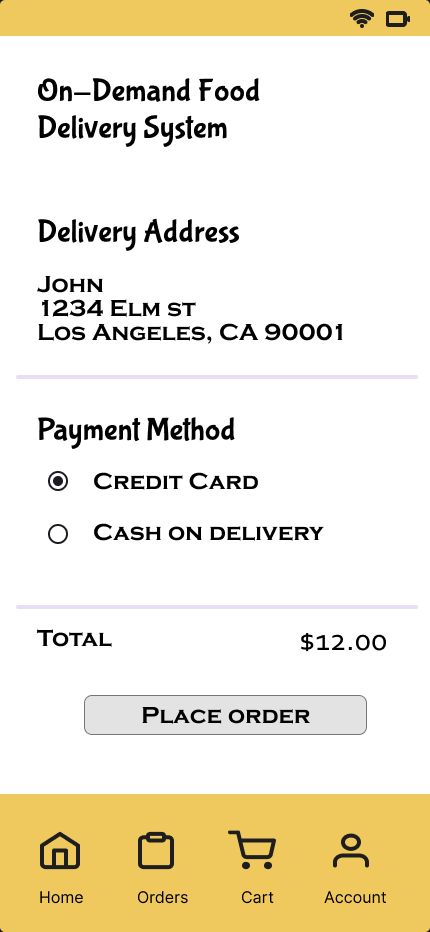 On-Demand Food
Delivery System
Delivery Address
John
1234 Elm st
Los Angeles, CA 90001
Payment Method
Credit Card
Cash on delivery
Total $12.00
Place order
Home Orders Cart Account